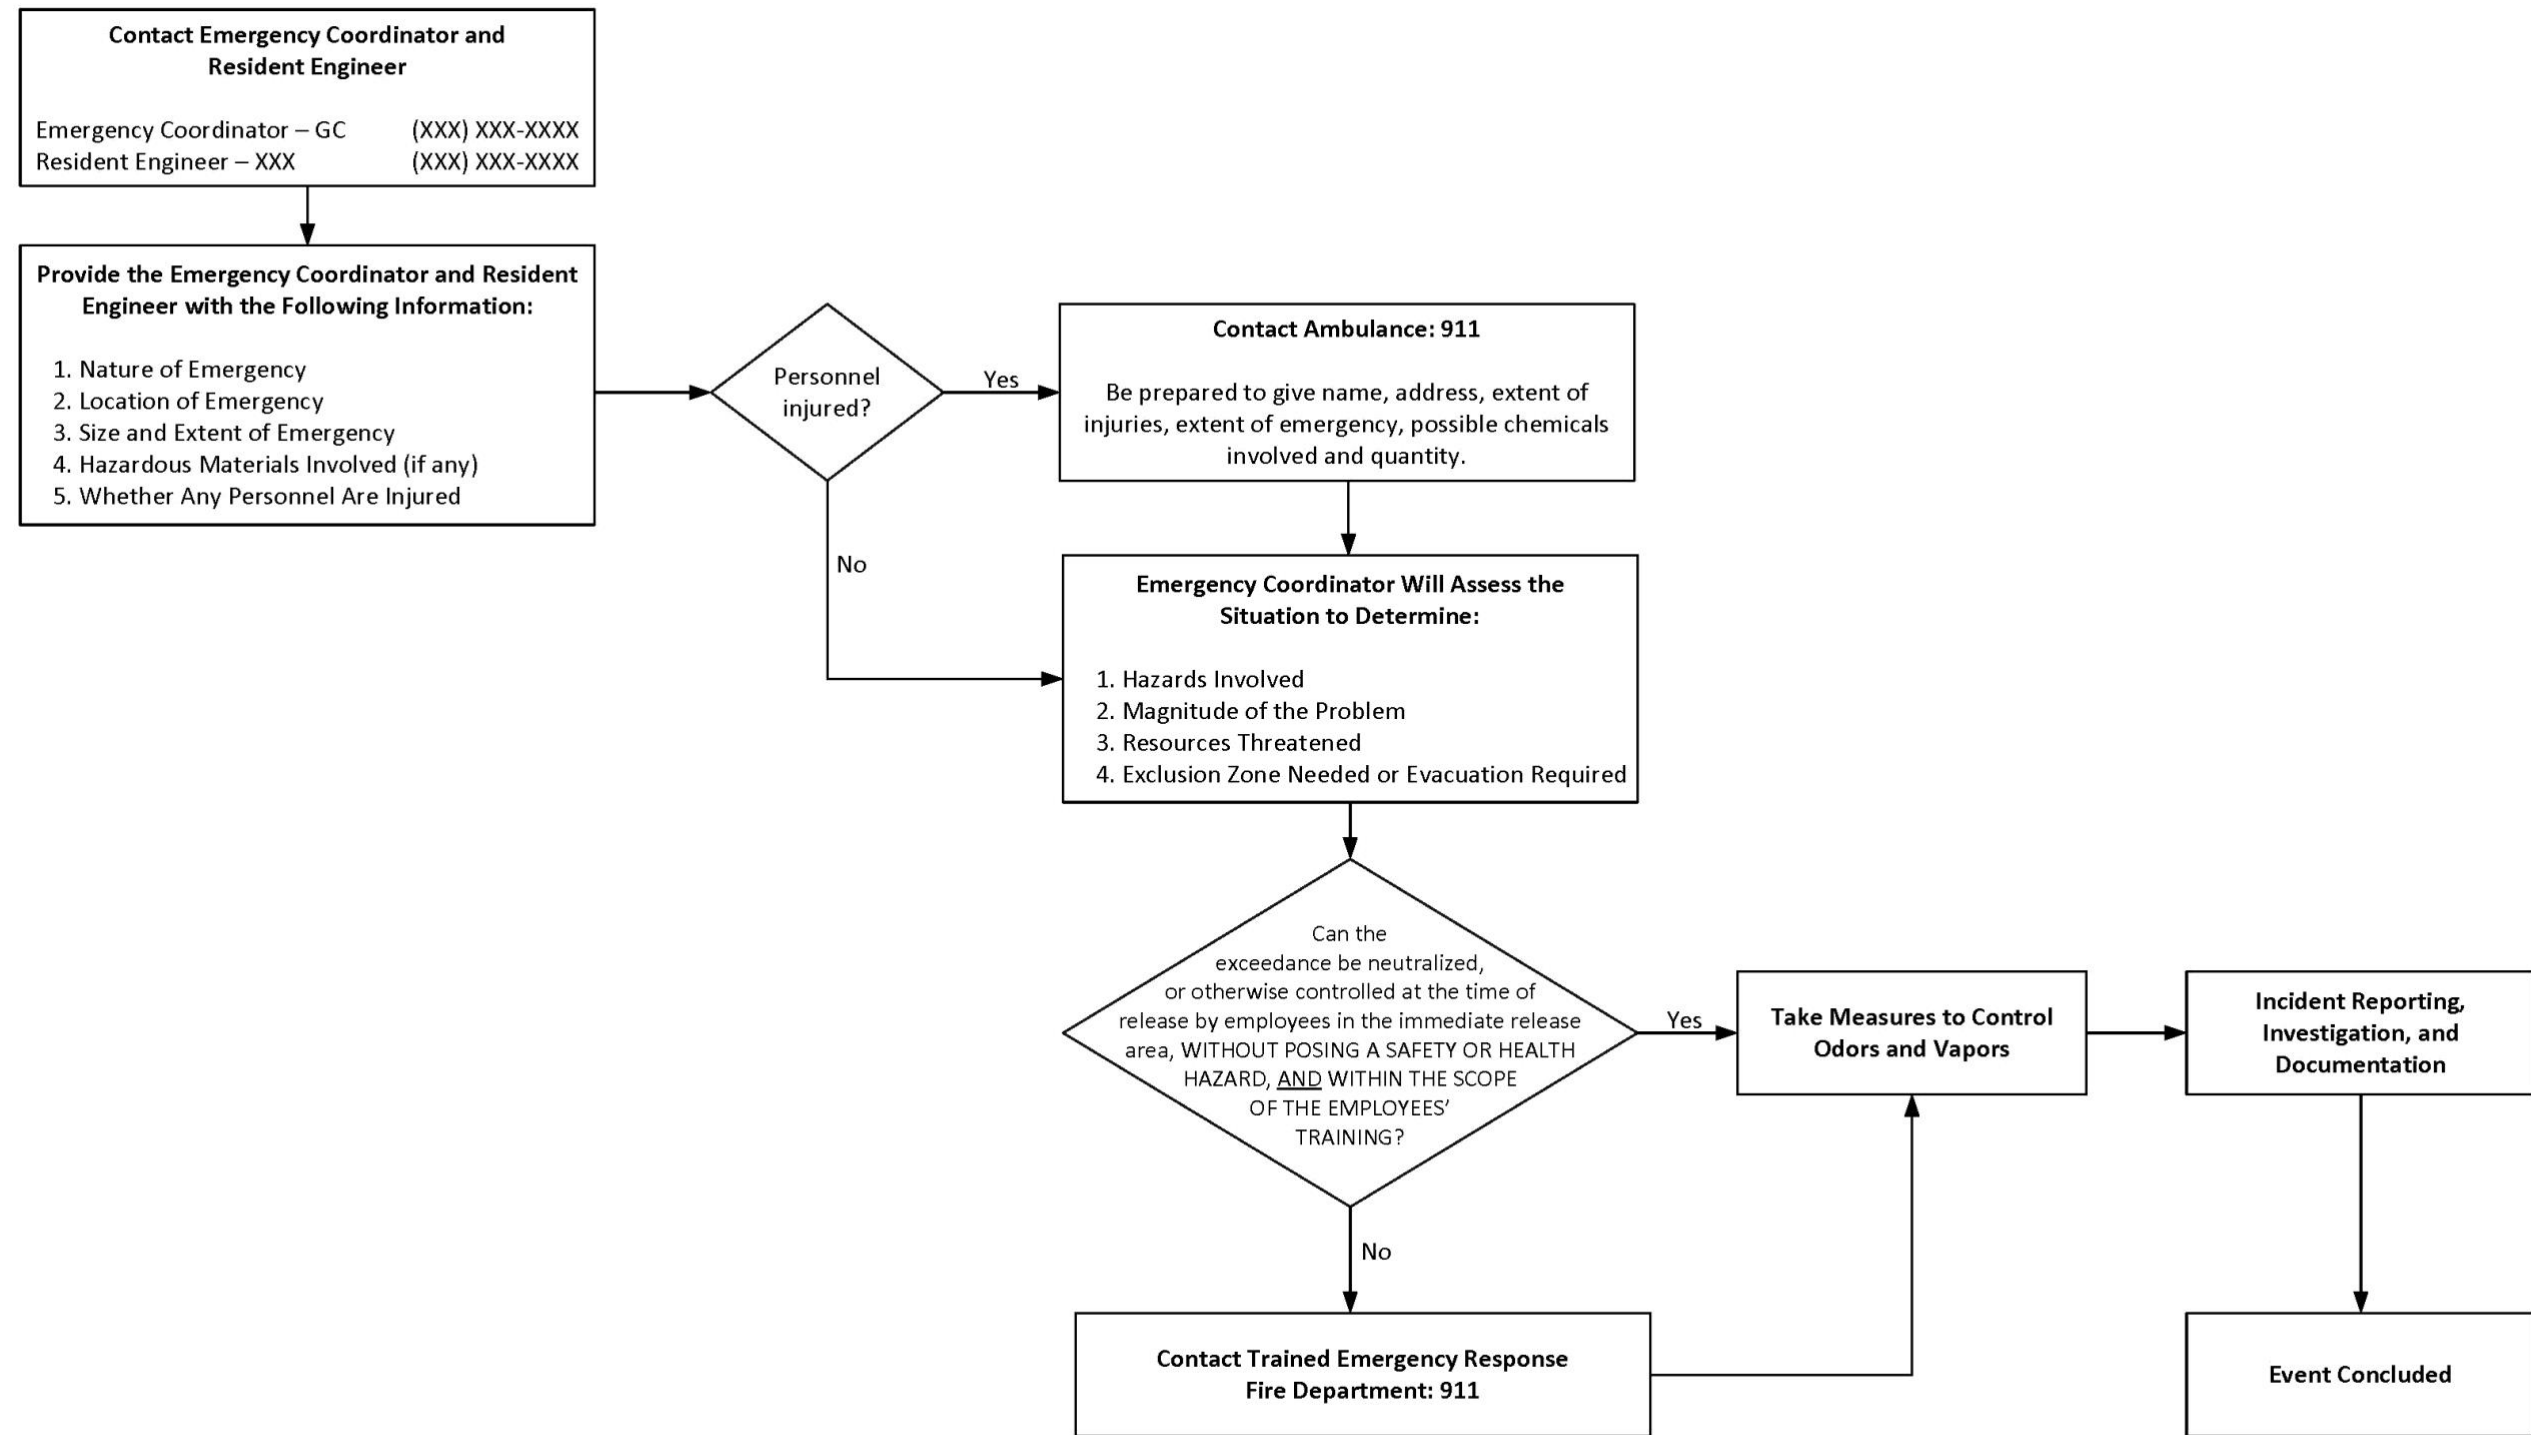 Contact Emergency Coordinator and
Resident Engineer
Emergency Coordinator – GC (XXX) XXX-XXXX
Resident Engineer – XXX (XXX) XXX-XXXX
Provide the Emergency Coordinator and Resident
Engineer with the Following Information:
1. Nature of Emergency
2. Location of Emergency
3. Size and Extent of Emergency
4. Hazardous Materials Involved (if any)
5. Whether Any Personnel Are Injured
Personnel
injured?
Yes
No
Contact Ambulance: 911
Be prepared to give name, address, extent of
injuries, extent of emergency, possible chemicals
involved and quantity.
Emergency Coordinator Will Assess the
Situation to Determine:
1. Hazards Involved
2. Magnitude of the Problem
3. Resources Threatened
4. Exclusion Zone Needed or Evacuation Required
Can the
exceedance be neutralized,
or otherwise controlled at the time of
release by employees in the immediate release
area, WITHOUT POSING A SAFETY OR HEALTH
HAZARD, AND WITHIN THE SCOPE
OF THE EMPLOYEES’
TRAINING?
Yes
No
Take Measures to Control
Odors and Vapors
Incident Reporting,
Investigation, and
Documentation
Contact Trained Emergency Response
Fire Department: 911
Event Concluded